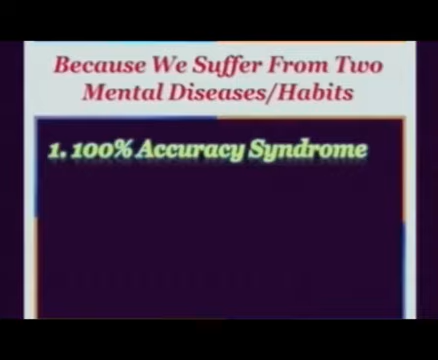 Because We Suffer From Two
Mental Diseases/Habits
1. 100% Accuracy Syndrome